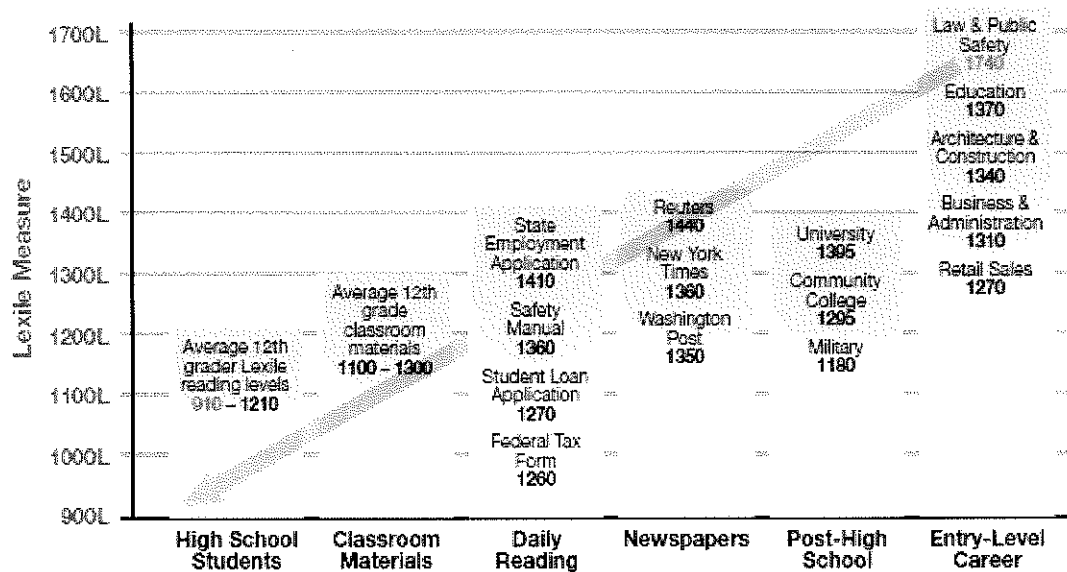 Lexile Measure
1700L
1600L
1500L
1400L
1300L
1200L
1100L
1000L
900L
Average 12th
grader Lexile
reading levels
910 – 1210
Average 12th
grade
classroom
materials
1100 – 1300
State
Employment
Application
1410
Safety
Manual
1360
Student Loan
Application
1270
Federal Tax
Form
1260
Reuters
1440
New York
Times
1360
Washington
Post
1350
University
1395
Community
College
1295
Military
1180
Law & Public
Safety
1740
Education
1370
Architecture &
Construction
1340
Business &
Administration
1310
Retail Sales
1270
High School
Students
Classroom
Materials
Daily
Reading
Newspapers
Post-High
School
Entry-Level
Career